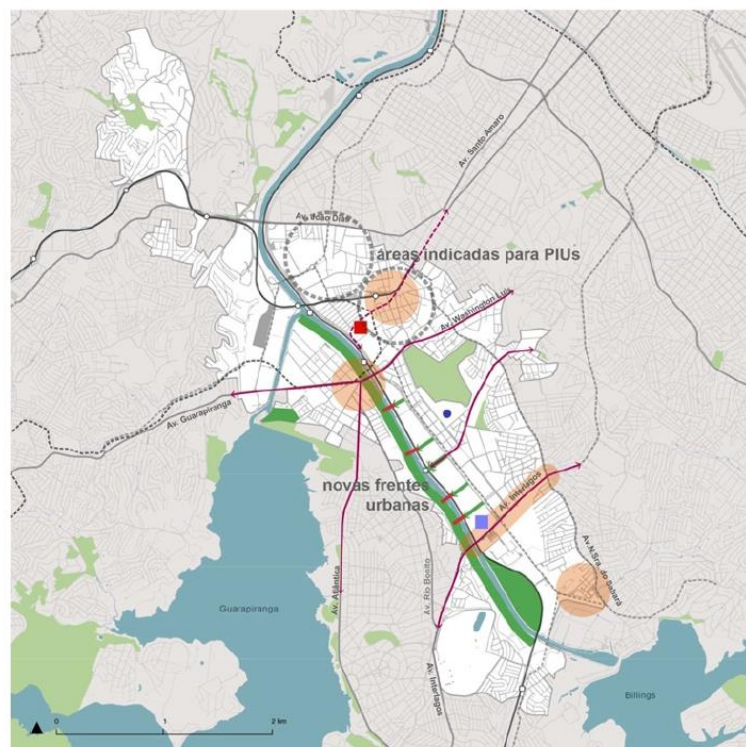 Av. Santo Amaro
Av. João Dias
áreas indicadas para PIUs
Av. Washington Luís
Av. Guarapiranga
novas frentes
urbanas
Av. Interlagos
Av. N.Sra. do Sabará
Av. Atlântica
Av. Rio Bonito
Guarapiranga
Av. Interlagos
Billings
0 1 2 km